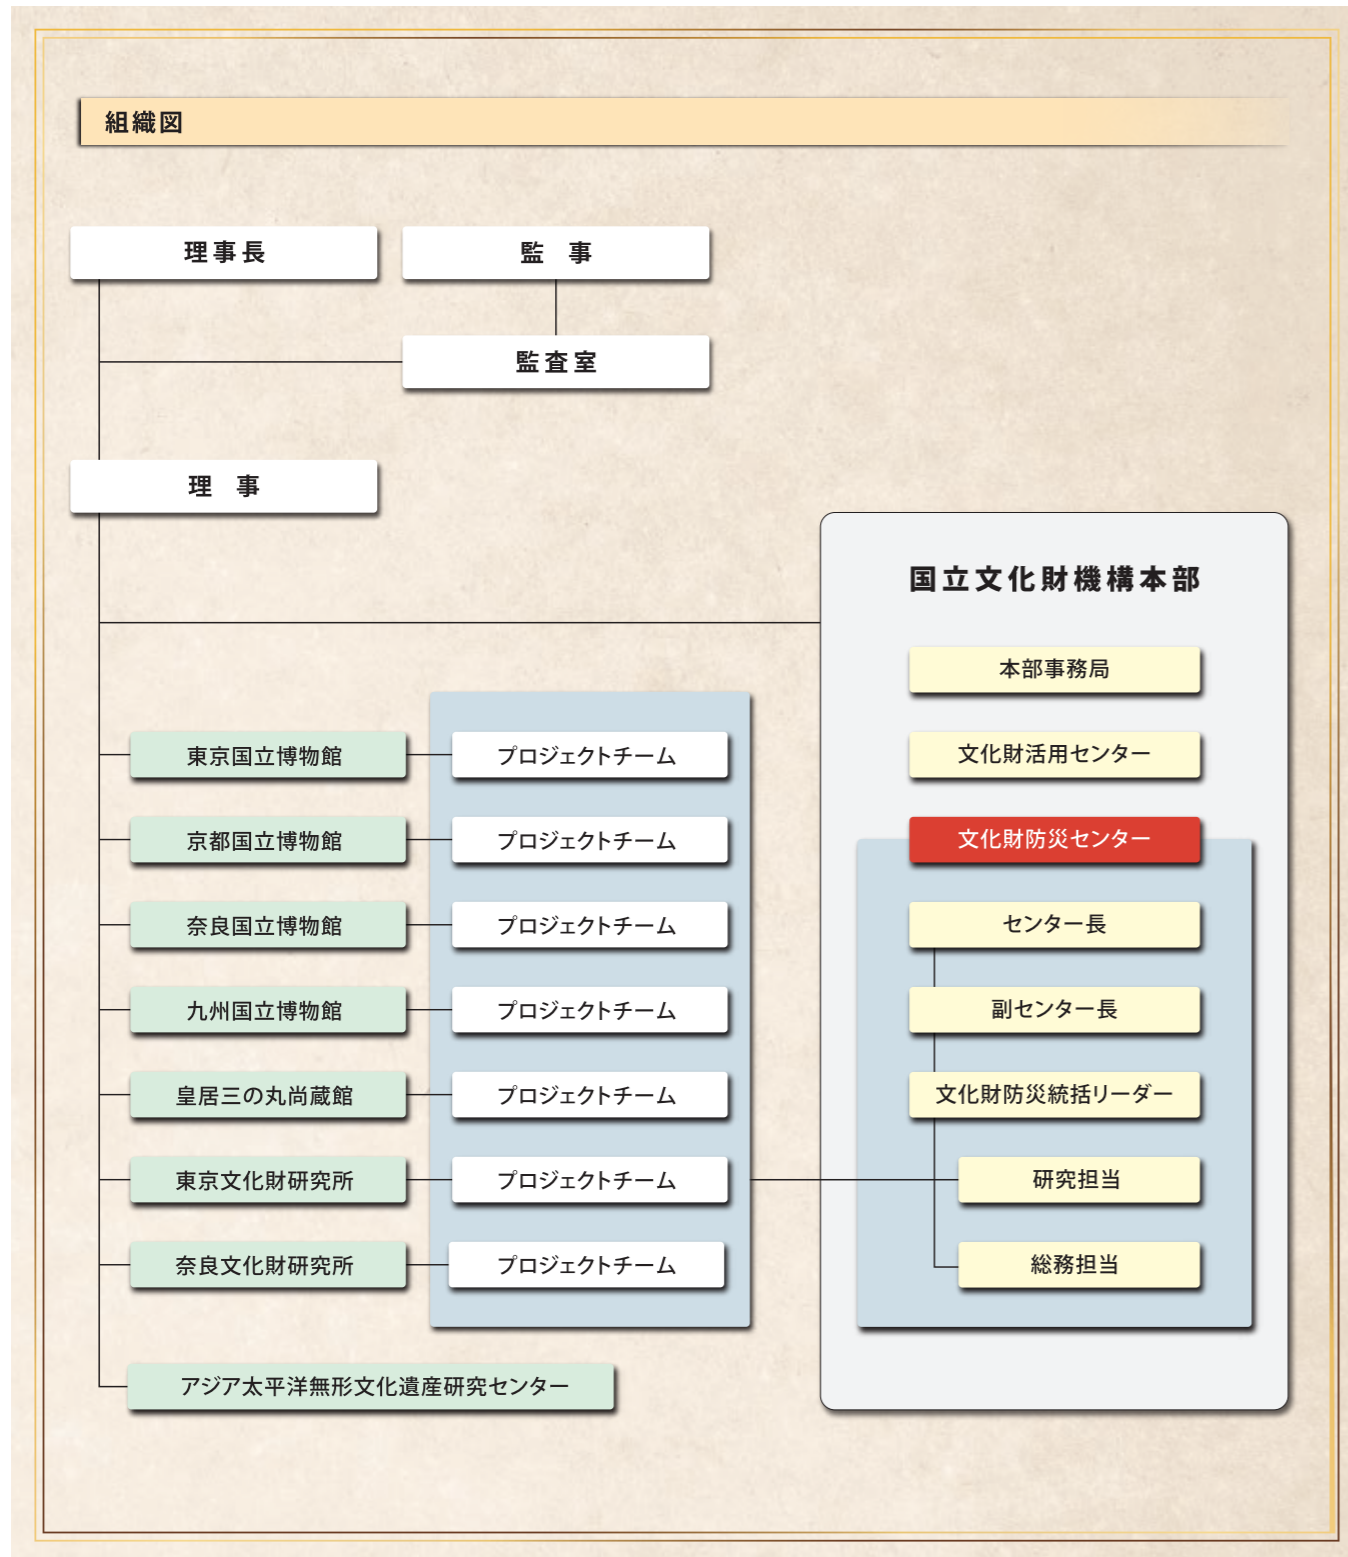 組織図
理事長
監　事
監査室
理　事
国立文化財機構本部
本部事務局
文化財活用センター
文化財防災センター
センター長
副センター長
文化財防災統括リーダー
研究担当
総務担当
東京国立博物館
プロジェクトチーム
京都国立博物館
プロジェクトチーム
奈良国立博物館
プロジェクトチーム
九州国立博物館
プロジェクトチーム
皇居三の丸尚蔵館
プロジェクトチーム
東京文化財研究所
プロジェクトチーム
奈良文化財研究所
プロジェクトチーム
アジア太平洋無形文化遺産研究センター